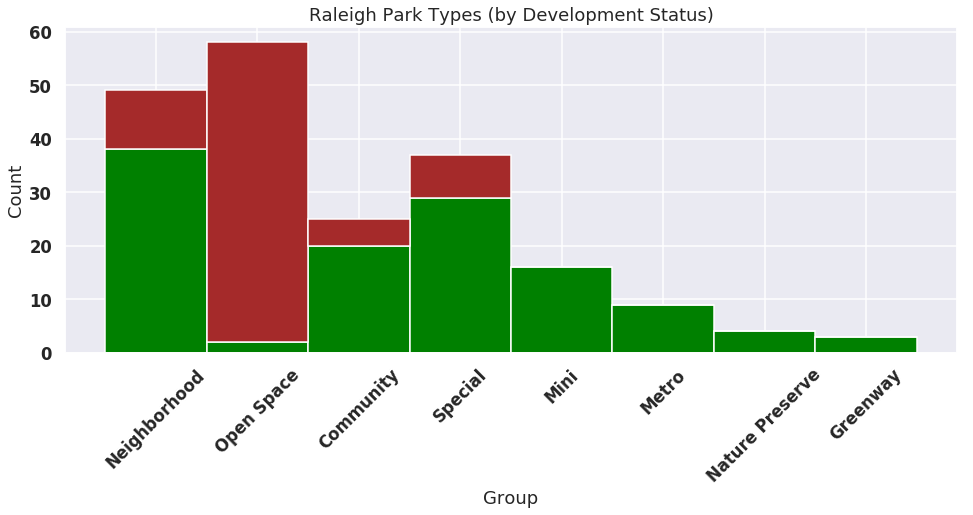 Raleigh Park Types (by Development Status)
60
50
40
30
20
10
0
Count
Neighborhood
Open Space
Community
Special
Mini
Metro
Nature Preserve
Greenway
Group